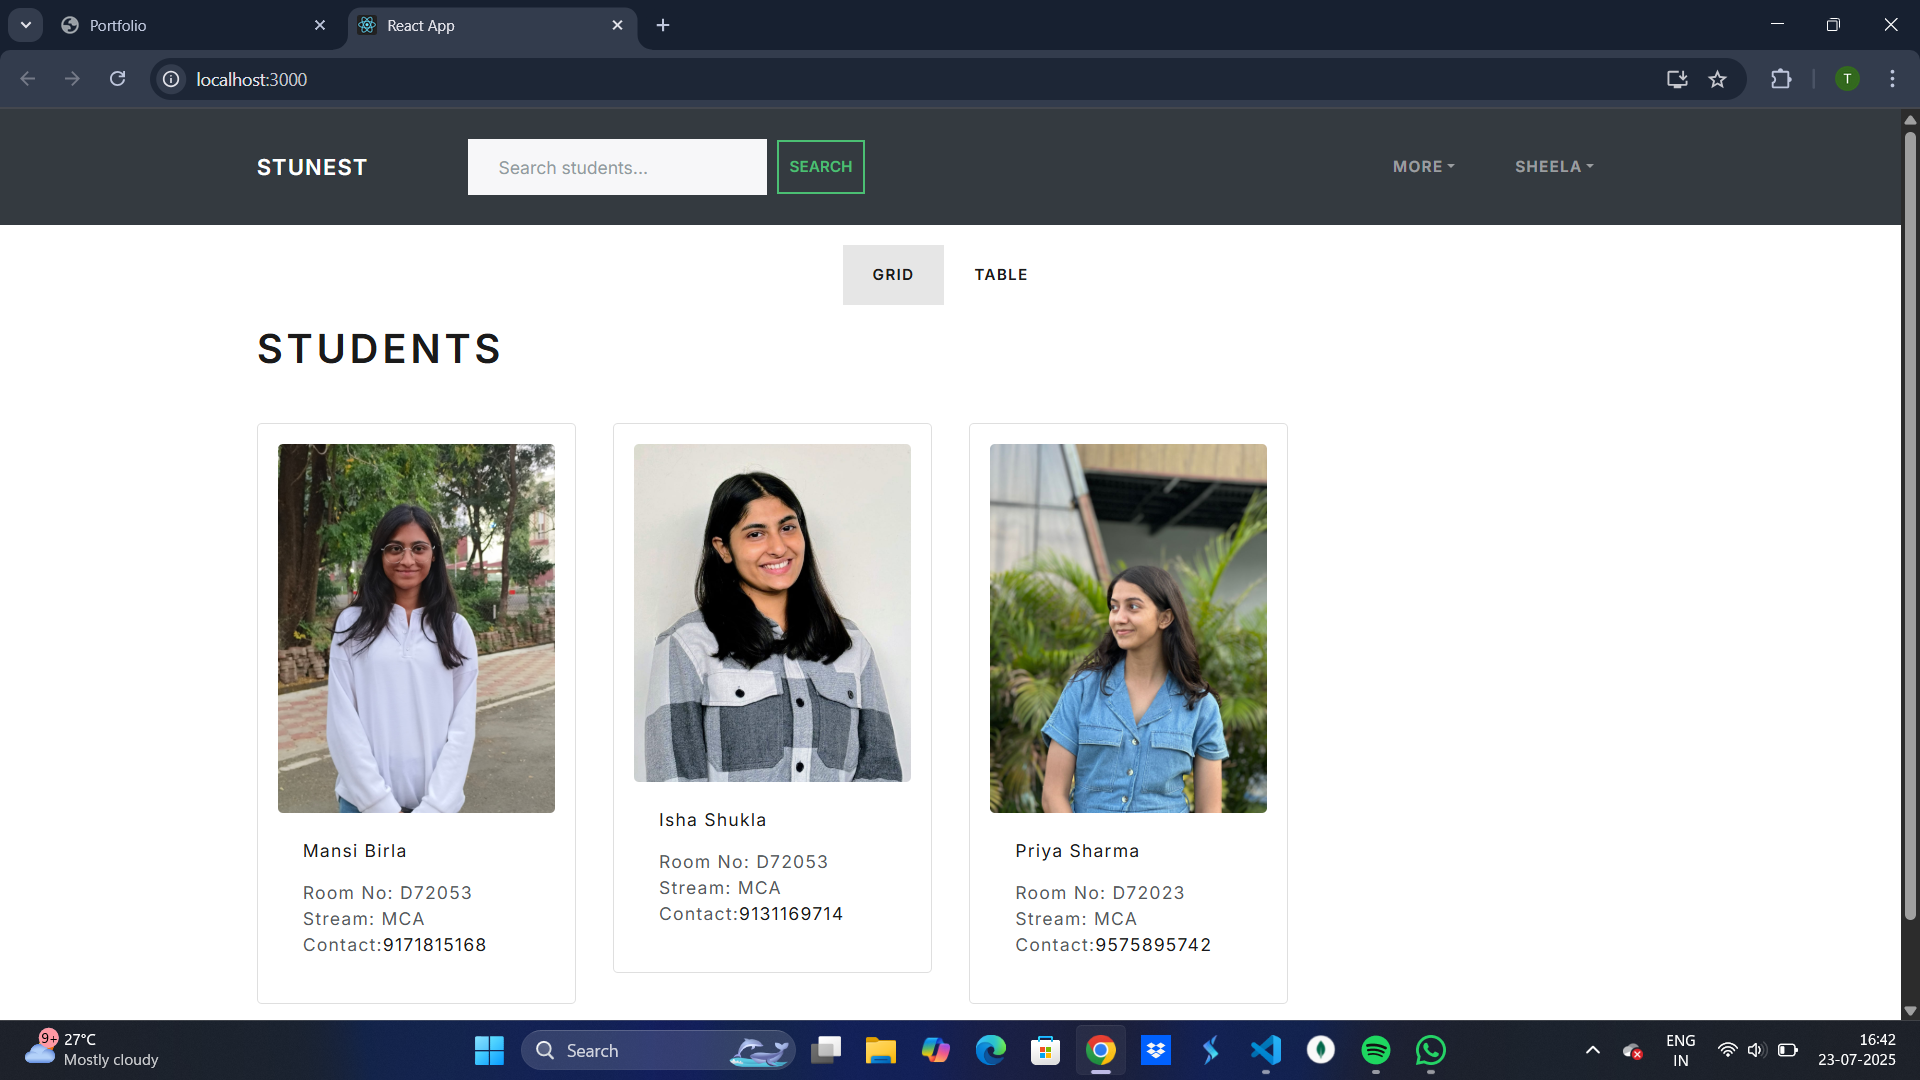 Portfolio
React App
localhost:3000
T
STUNEST
Search students...
SEARCH
MORE
SHEELA
GRID
TABLE
STUDENTS
Mansi Birla
Room No: D72053
Stream: MCA
Contact:9171815168
Isha Shukla
Room No: D72053
Stream: MCA
Contact:9131169714
Priya Sharma
Room No: D72023
Stream: MCA
Contact:9575895742
9+
27°C
Mostly cloudy
Search
ENG
IN
16:42
23-07-2025